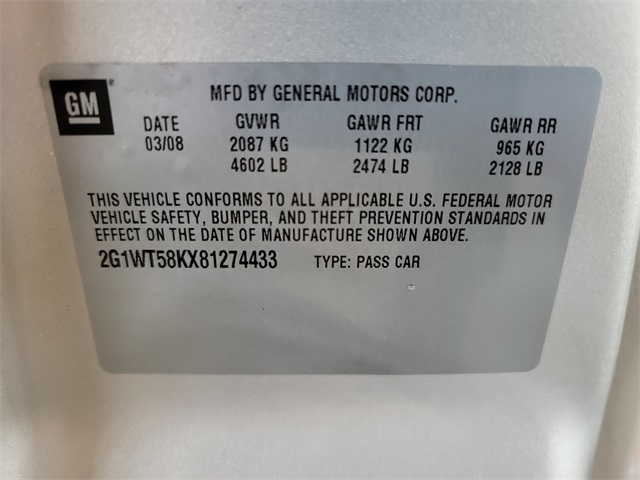 GM®
MFD BY GENERAL MOTORS CORP.
DATE GVWR GAWR FRT GAWR RR
03/08 2087 KG 1122 KG 965 KG
4602 LB 2474 LB 2128 LB
THIS VEHICLE CONFORMS TO ALL APPLICABLE U.S. FEDERAL MOTOR
VEHICLE SAFETY, BUMPER, AND THEFT PREVENTION STANDARDS IN
EFFECT ON THE DATE OF MANUFACTURE SHOWN ABOVE.
2G1WT58KX81274433 TYPE: PASS CAR